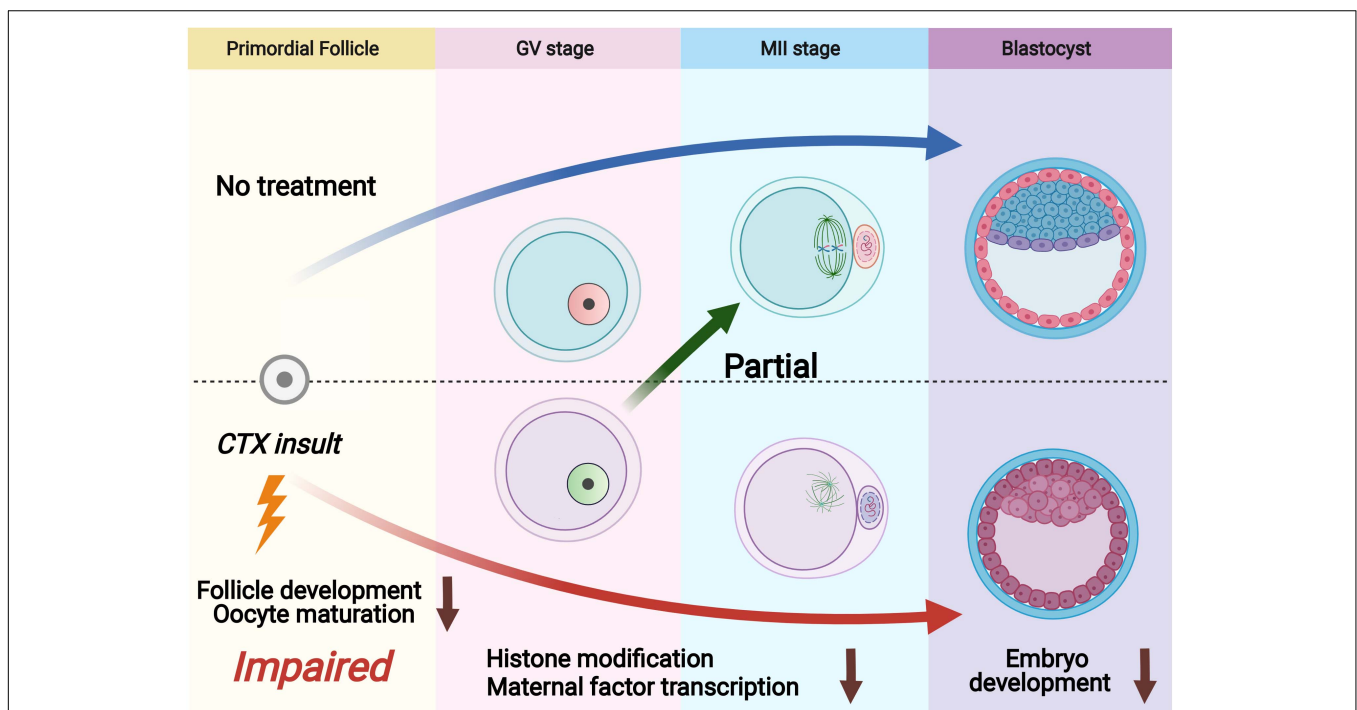 Primordial Follicle
GV stage
MII stage
Blastocyst
No treatment
Partial
CTX insult
Follicle development
Oocyte maturation
Impaired
Histone modification
Maternal factor transcription
Embryo
development